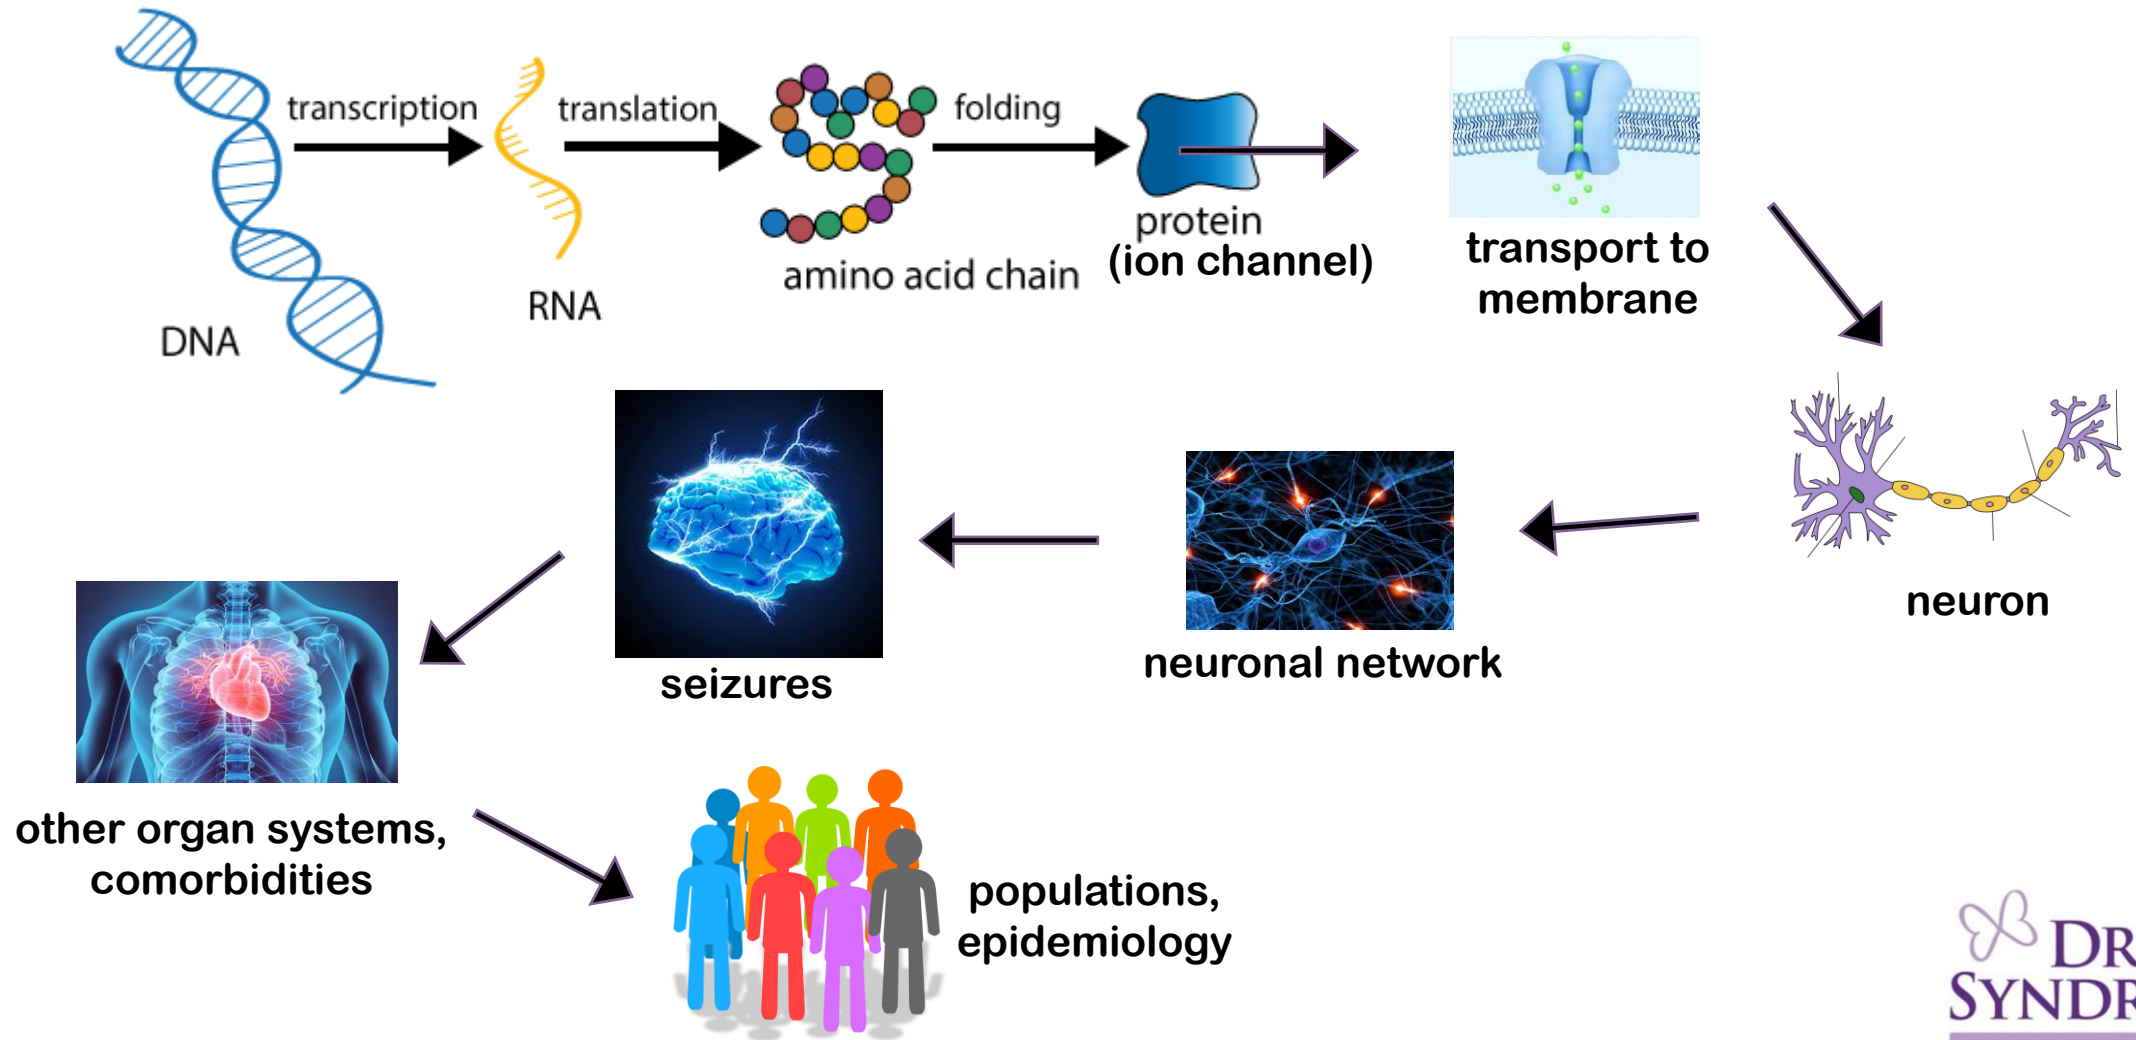 transcription
translation
folding
DNA
RNA
amino acid chain
protein
(ion channel)
transport to
membrane
neuron
neuronal network
seizures
other organ systems,
comorbidities
populations,
epidemiology